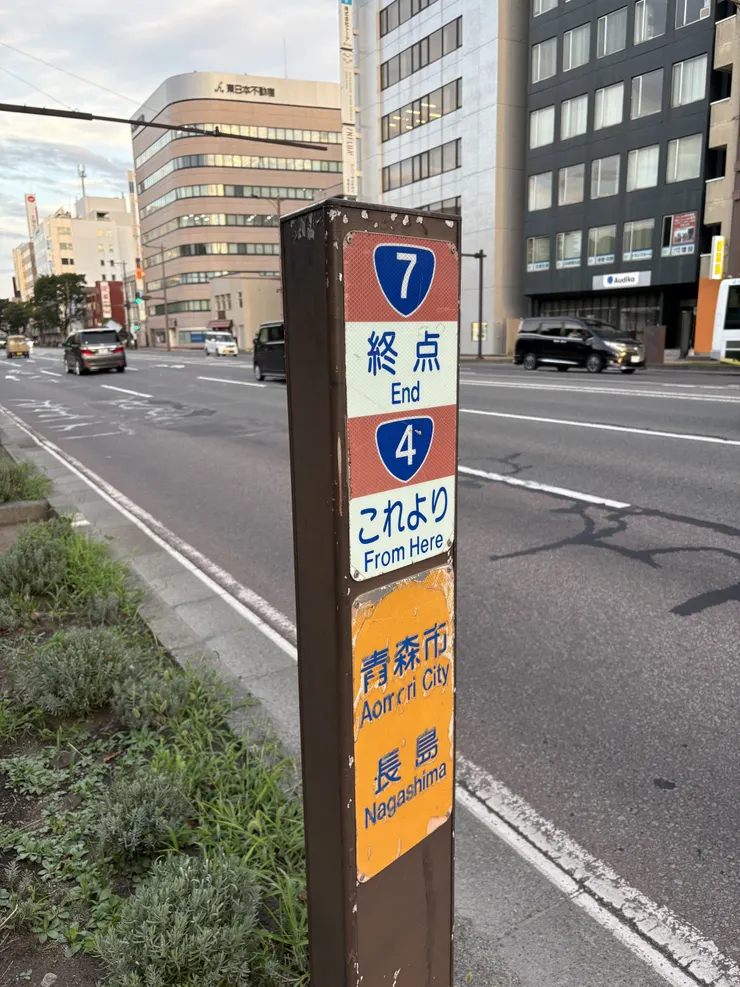 東日本不動産
Audika
7
終点
End
4
これより
From Here
青森市
Aomori City
長島
Nagashima